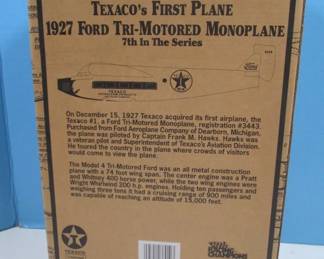 TEXACO'S FIRST PLANE
1927 FORD TRI-MOTORED MONOPLANE
7th In The Series
TEXACO
On December 15, 1927 Texaco acquired its first airplane, the
Texaco #1, a Ford Tri-Motored Monoplane, registration #3443.
Purchased from Ford Aeroplane Company of Dearborn, Michigan,
the plane was piloted by Captain Frank M. Hawks. Hawks was
a veteran pilot and Superintendent of Texaco's Aviation Division.
He toured the country in the plane where crowds of visitors
would come to view the plane.
The Model 4 Tri-Motored Ford was an all metal construction
plane with a 74 foot wing span. The center engine was a Pratt
and Whitney 400 horse power, while the two wing engines were
Wright Whirlwind 200 h.p. engines. Holding ten passengers and
weighing three tons it had a cruising range of 900 miles and
was capable of reaching an altitude of 15,000 feet.
TEXACO
RACING
CHAMPIONS